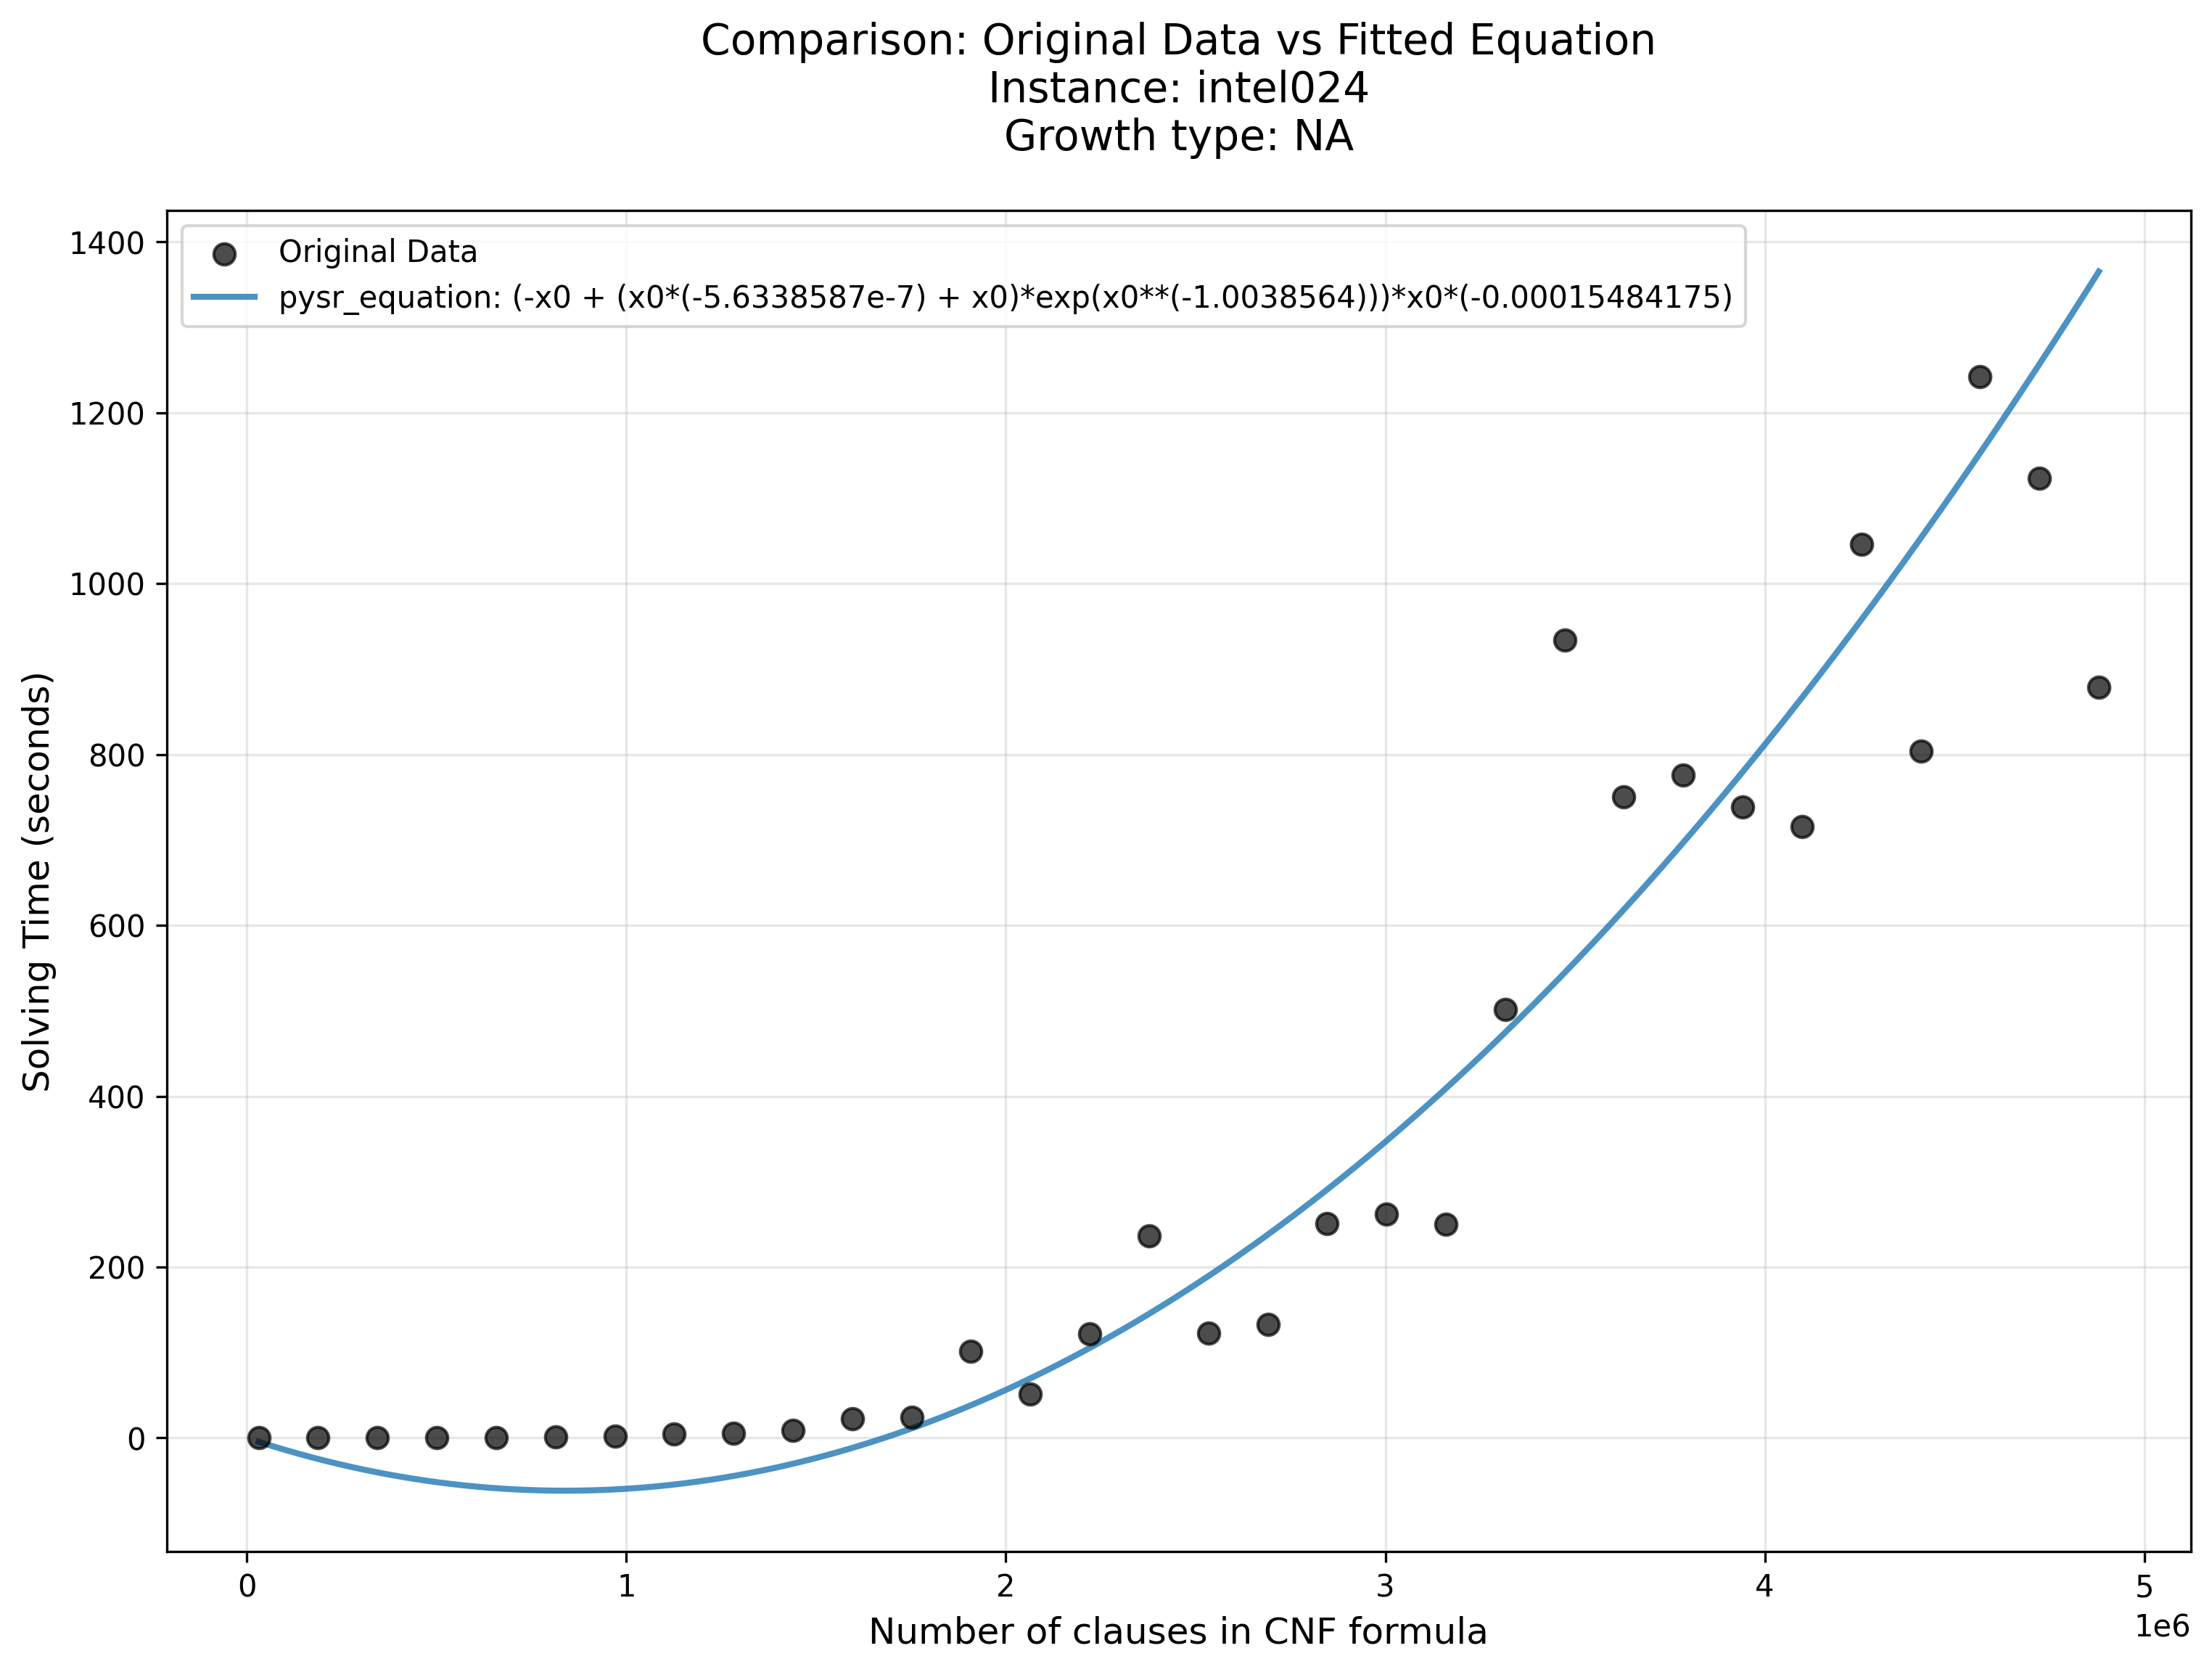 Comparison: Original Data vs Fitted Equation
Instance: intel024
Growth type: NA
Original Data
pysr_equation: (-x0 + (x0*(-5.6338587e-7) + x0)*exp(x0**(-1.0038564)))*x0*(-0.00015484175)
Solving Time (seconds)
1400
1200
1000
800
600
400
200
0
0 1 2 3 4 5
1e6
Number of clauses in CNF formula